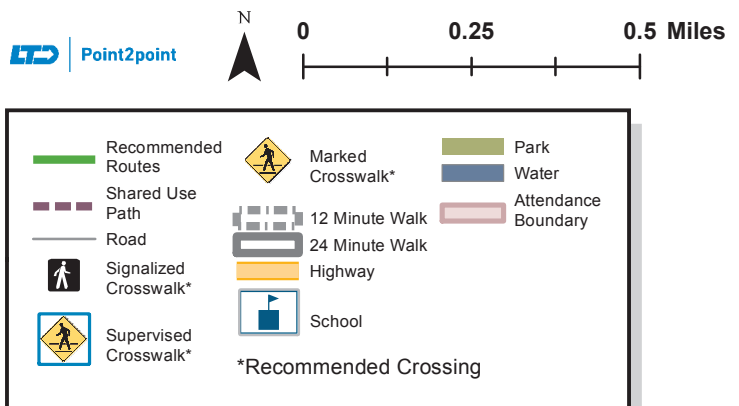 N
0 0.25 0.5 Miles
LTD Point2point
Recommended
Routes
Shared Use
Path
Road
Signalized
Crosswalk*
Supervised
Crosswalk*
Marked
Crosswalk*
12 Minute Walk
24 Minute Walk
Highway
School
*Recommended Crossing
Park
Water
Attendance
Boundary